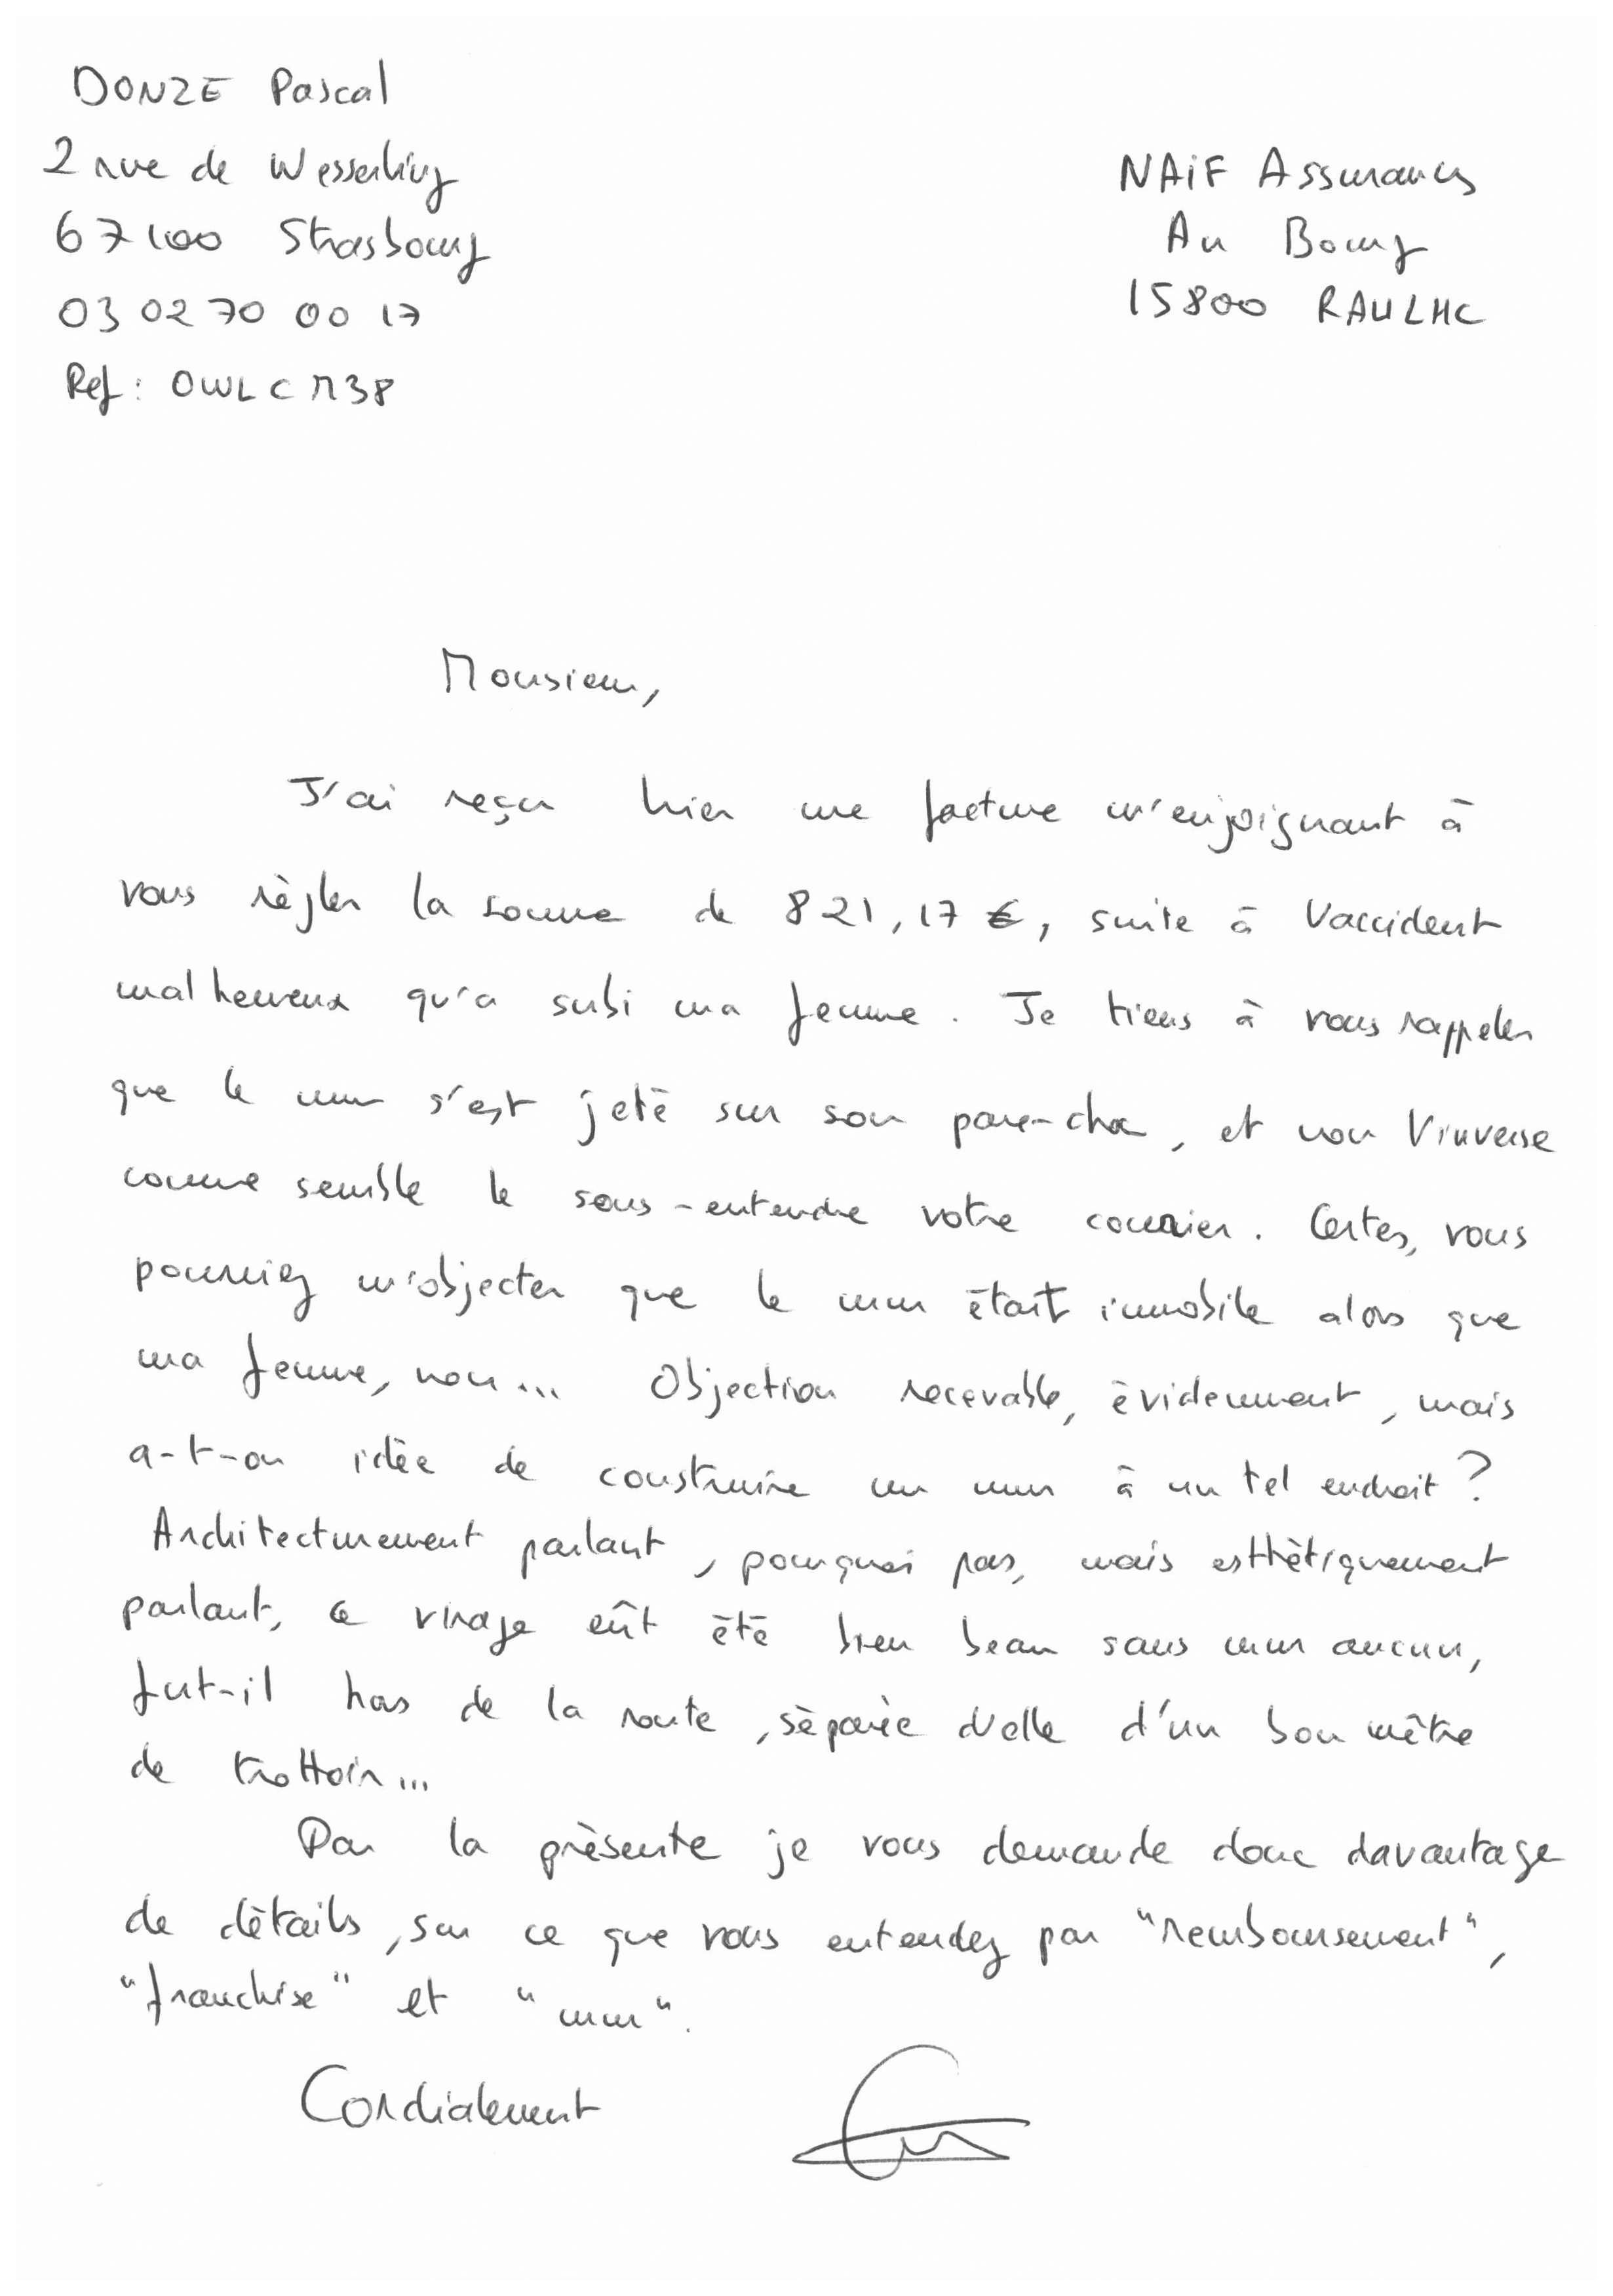 DONZE Pascal
2 rue de Wesserling
67100 Strasbourg
03 02 70 00 17
Ref : OWLCM38
NAiF Assurances
Au Bourg
15800 RAULHC
Monsieur,
J'ai reçu hier une facture m'enjoignant à
vous règler la somme de 821,17 €, suite à l'accident
malheureux qu'a subi ma femme. Je tiens à vous rappeler
que le mur s'est jeté sur son pare-choc, et non l'inverse
comme semble le sous-entendre votre courrier. Certes, vous
pourriez m'objecter que le mur était immobile alors que
ma femme, non... Objection recevable, évidemment, mais
a-t-on idée de construire un mur à un tel endroit ?
Architecturement parlant, pourquoi pas, mais esthétiquement
parlant, ce virage eût été bien beau sans mur aucun,
fut-il hors de la route, séparée d'elle d'un bon mètre
de trottoir...
Par la présente je vous demande donc davantage
de détails, sur ce que vous entendez par "remboursement",
"franchise" et "mur".
Cordialement